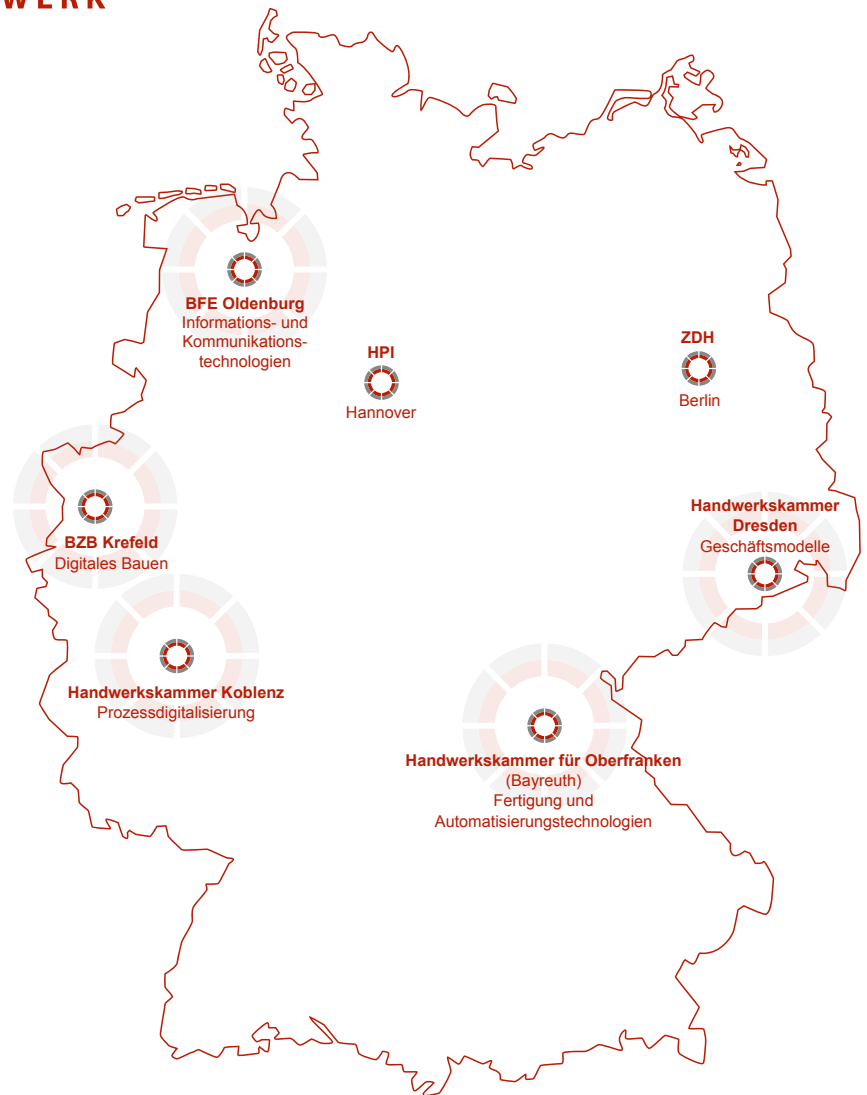 WERK
BFE Oldenburg
Informations- und
Kommunikations-
technologien
HPI
Hannover
ZDH
Berlin
BZB Krefeld
Digitales Bauen
Handwerkskammer
Dresden
Geschäftsmodelle
Handwerkskammer Koblenz
Prozessdigitalisierung
Handwerkskammer für Oberfranken
(Bayreuth)
Fertigung und
Automatisierungstechnologien